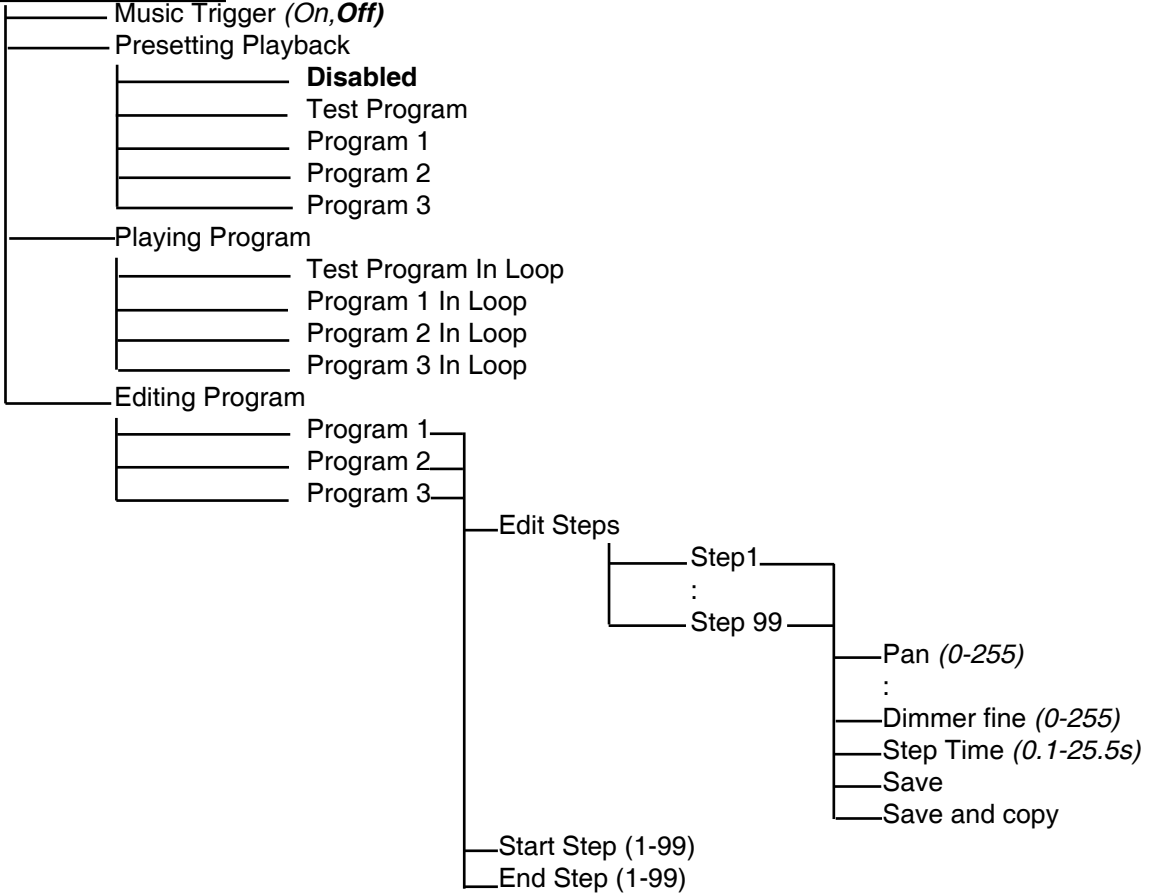 Music Trigger (On,Off)
Presetting Playback
Disabled
Test Program
Program 1
Program 2
Program 3
Playing Program
Test Program In Loop
Program 1 In Loop
Program 2 In Loop
Program 3 In Loop
Editing Program
Program 1
Program 2
Program 3
Edit Steps
Step1
:
Step 99
Pan (0-255)
:
Dimmer fine (0-255)
Step Time (0.1-25.5s)
Save
Save and copy
Start Step (1-99)
End Step (1-99)